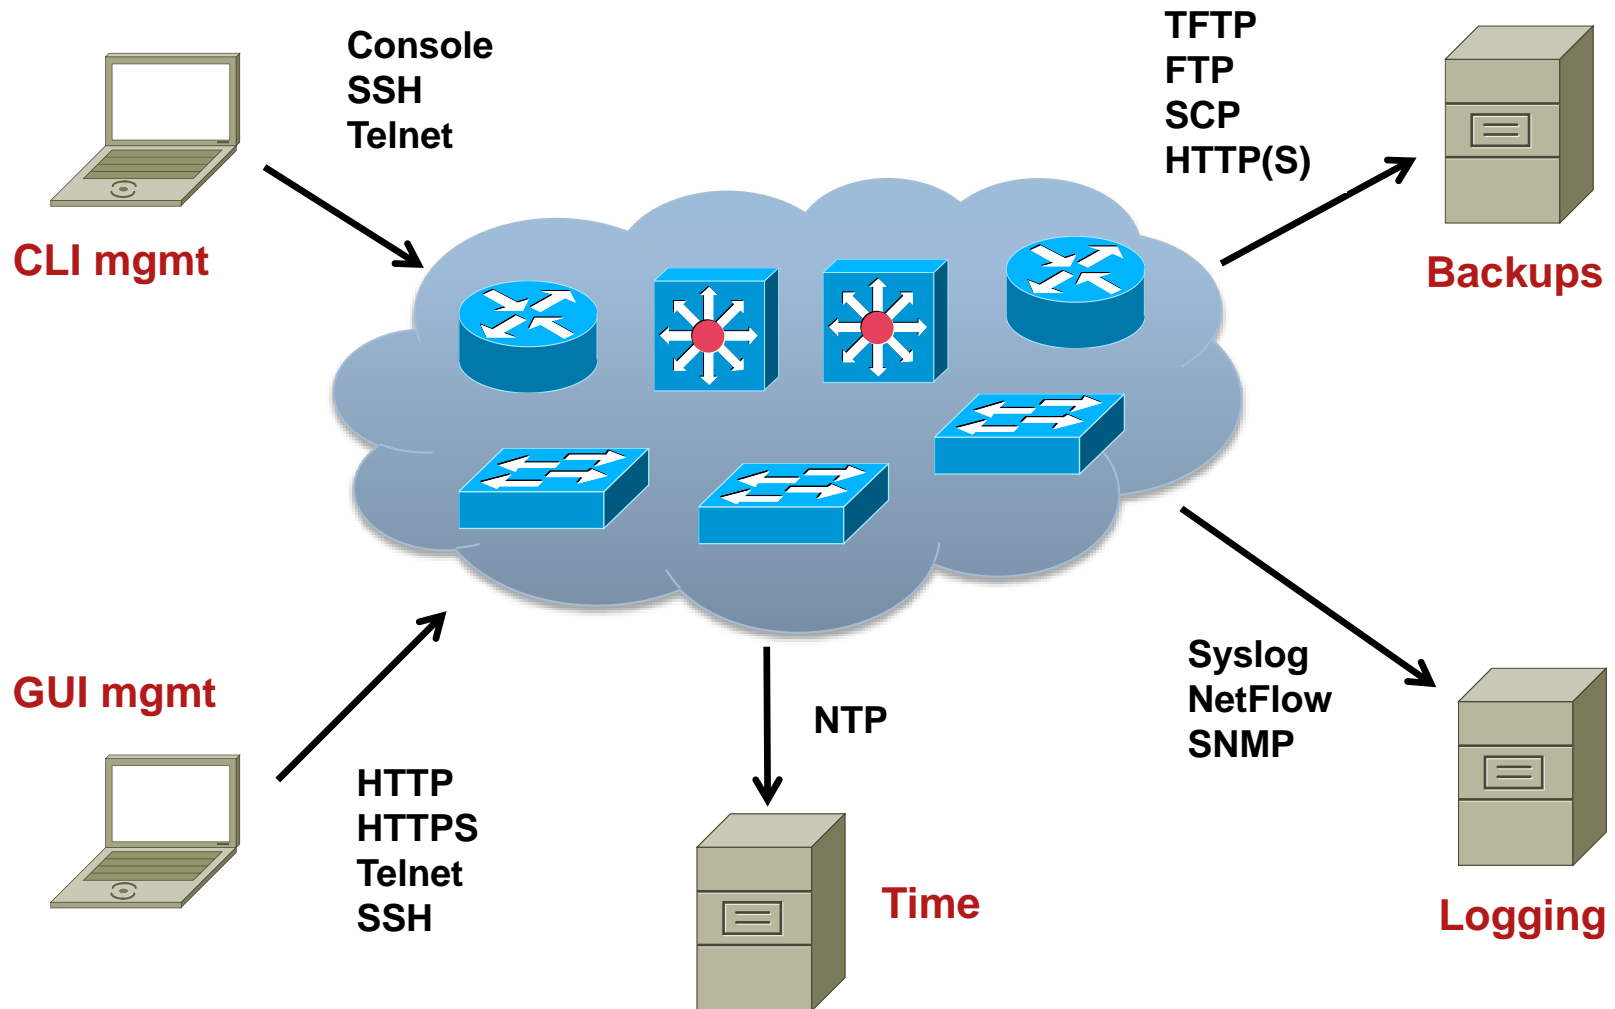 Console
SSH
Telnet
CLI mgmt
TFTP
FTP
SCP
HTTP(S)
Backups
GUI mgmt
HTTP
HTTPS
Telnet
SSH
NTP
Time
Syslog
NetFlow
SNMP
Logging